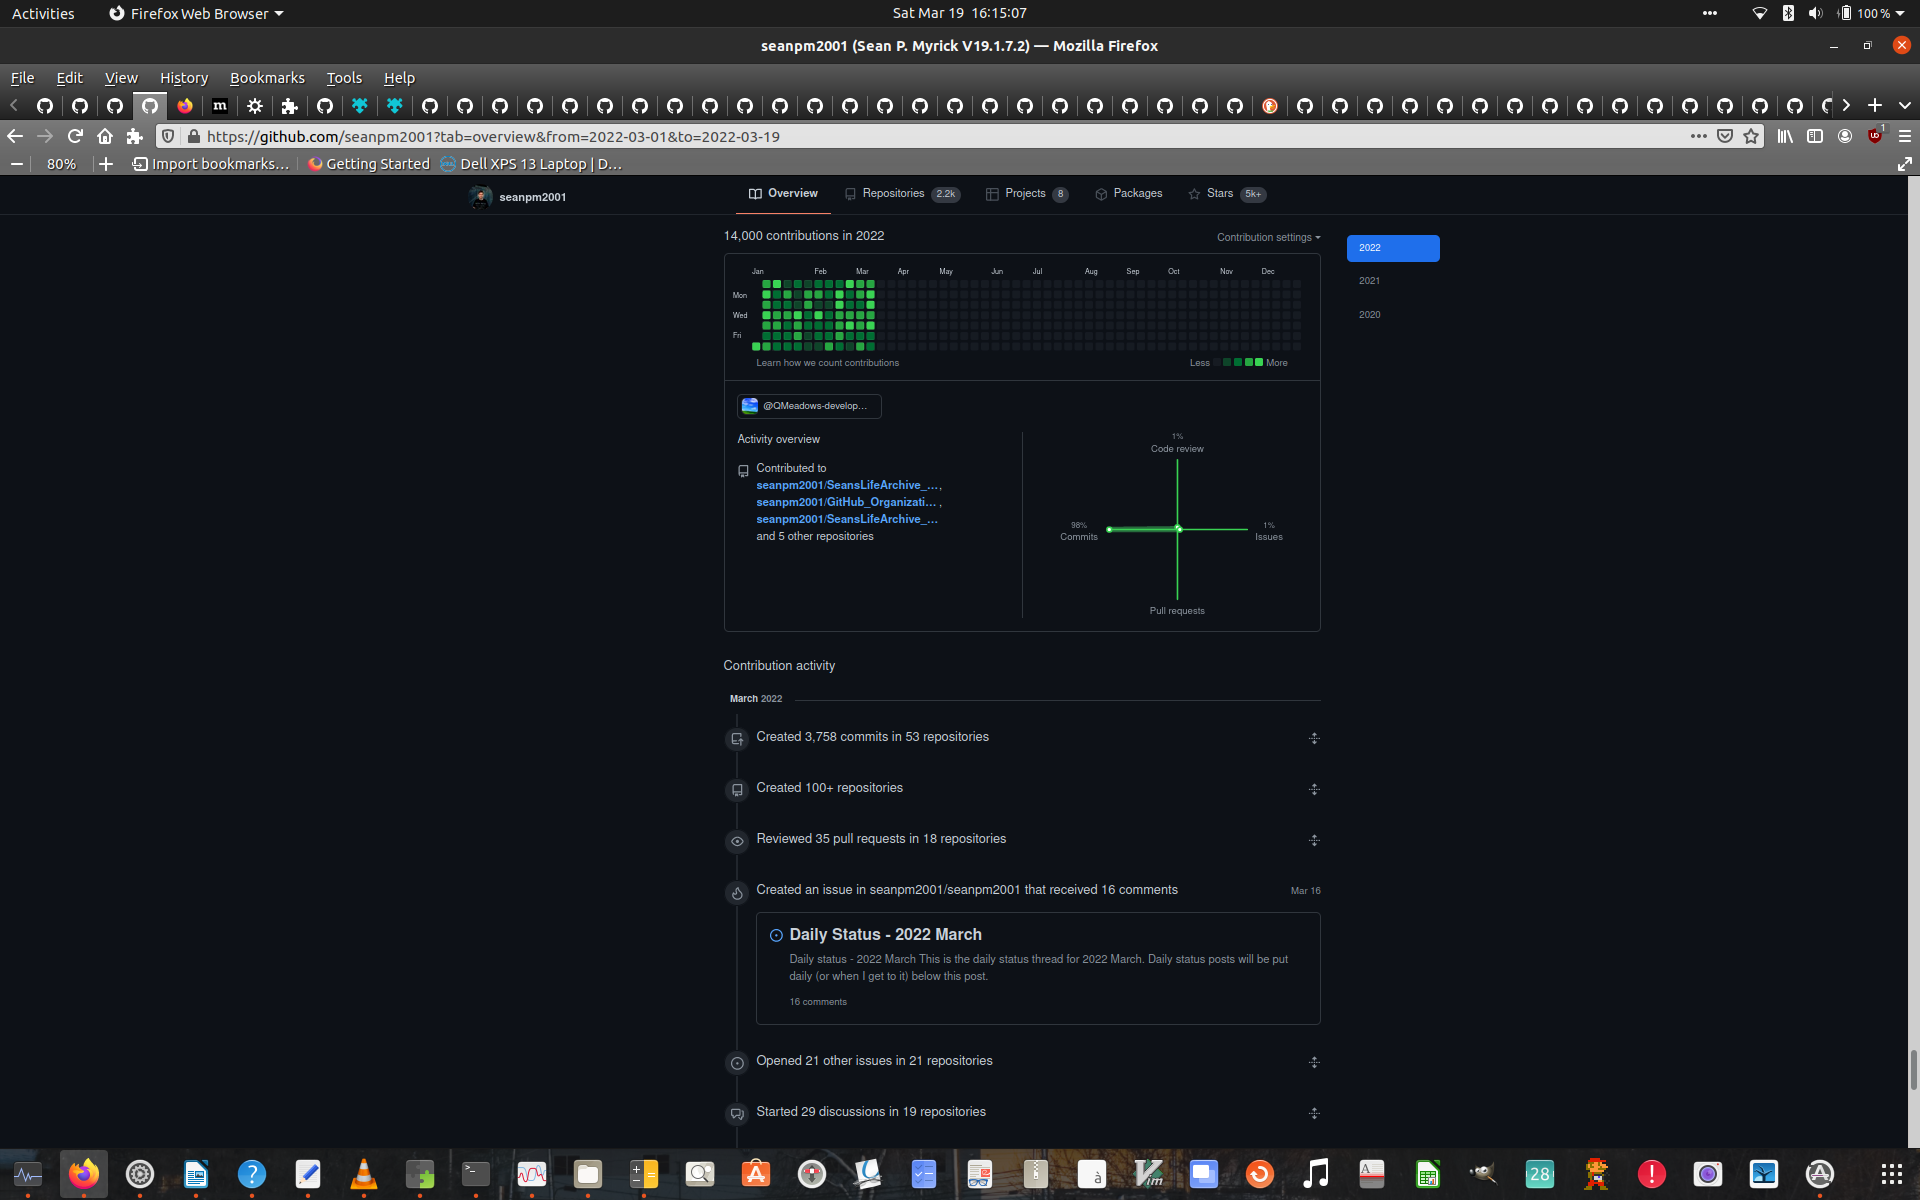 Activities
Firefox Web Browser
Sat Mar 19 16:15:07
100 %
seanpm2001 (Sean P. Myrick V19.1.7.2) — Mozilla Firefox
File Edit View History Bookmarks Tools Help
https://github.com/seanpm2001?tab=overview&from=2022-03-01&to=2022-03-19
1
80%
Import bookmarks...
Getting Started
Dell XPS 13 Laptop | D...
seanpm2001
Overview
Repositories 2.2k
Projects 8
Packages
Stars 5k+
14,000 contributions in 2022
Contribution settings
2022
2021
2020
Jan Feb Mar Apr May Jun Jul Aug Sep Oct Nov Dec
Mon
Wed
Fri
Learn how we count contributions
Less More
@QMeadows-develop...
Activity overview
Contributed to
seanpm2001/SeansLifeArchive_...,
seanpm2001/GitHub_Organizati... ,
seanpm2001/SeansLifeArchive_...
and 5 other repositories
1%
Code review
98%
Commits
1%
Issues
Pull requests
Contribution activity
March 2022
Created 3,758 commits in 53 repositories
Created 100+ repositories
Reviewed 35 pull requests in 18 repositories
Created an issue in seanpm2001/seanpm2001 that received 16 comments
Mar 16
Daily Status - 2022 March
Daily status - 2022 March This is the daily status thread for 2022 March. Daily status posts will be put
daily (or when I get to it) below this post.
16 comments
Opened 21 other issues in 21 repositories
Started 29 discussions in 19 repositories
28